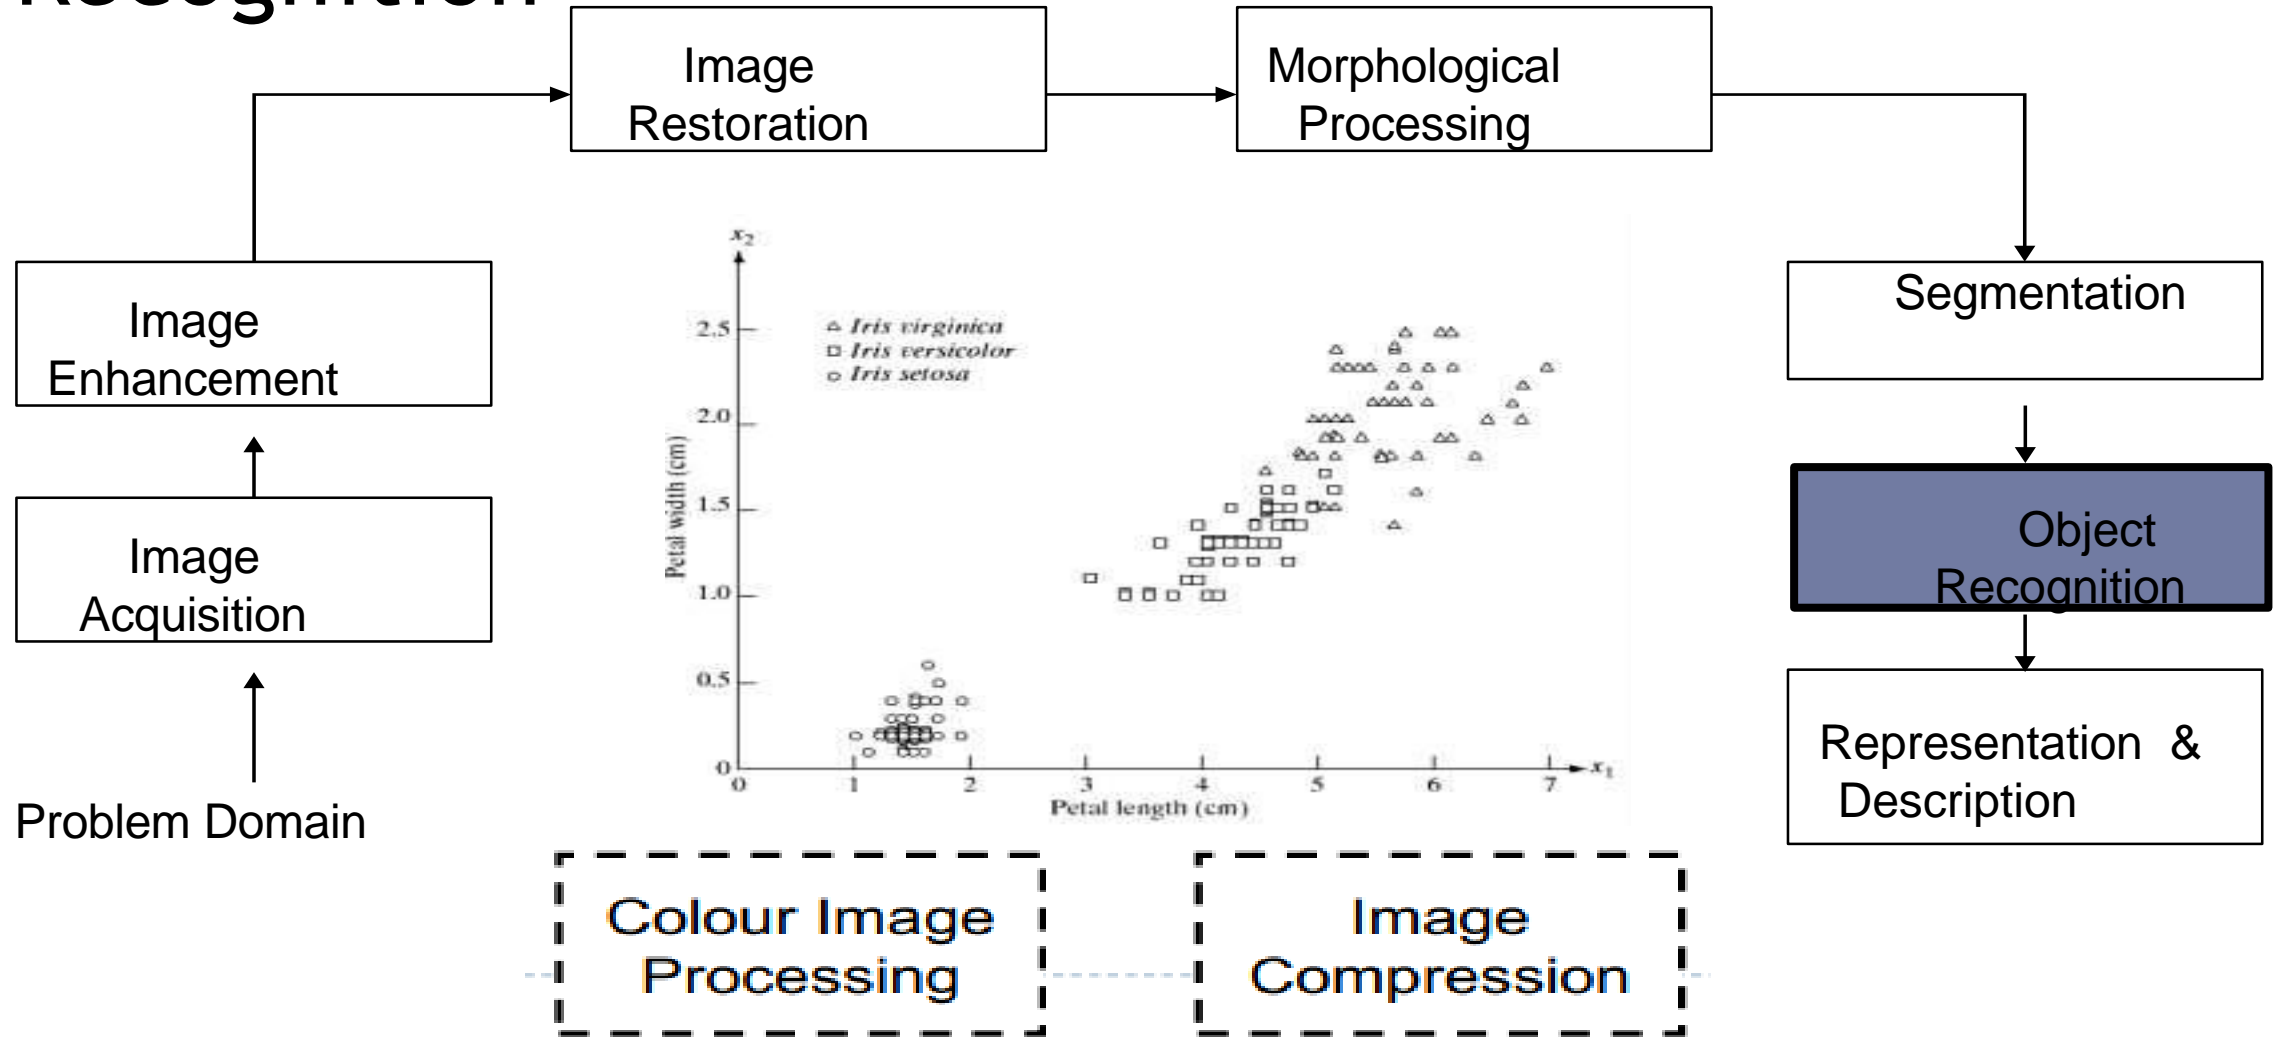 Recognition
Image
Restoration
Morphological
Processing
Image
Enhancement
Image
Acquisition
Problem Domain
x₂
2.5
2.0
1.5
1.0
0.5
0
Petal width (cm)
Iris virginica
Iris versicolor
Iris setosa
0 1 2 3 4 5 6 7
x₁
Petal length (cm)
Segmentation
Object
Recognition
Representation &
Description
Colour Image
Processing
Image
Compression